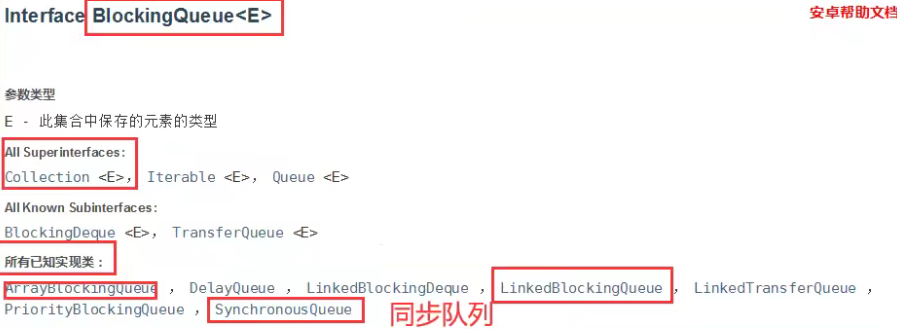 Interface BlockingQueue<E>
安卓帮助文档
参数类型
E - 此集合中保存的元素的类型
All Superinterfaces:
Collection <E>, Iterable <E>, Queue <E>
All Known Subinterfaces:
BlockingDeque <E>, TransferQueue <E>
所有已知实现类：
ArrayBlockingQueue , DelayQueue , LinkedBlockingDeque , LinkedBlockingQueue , LinkedTransferQueue ,
PriorityBlockingQueue , SynchronousQueue
同步队列